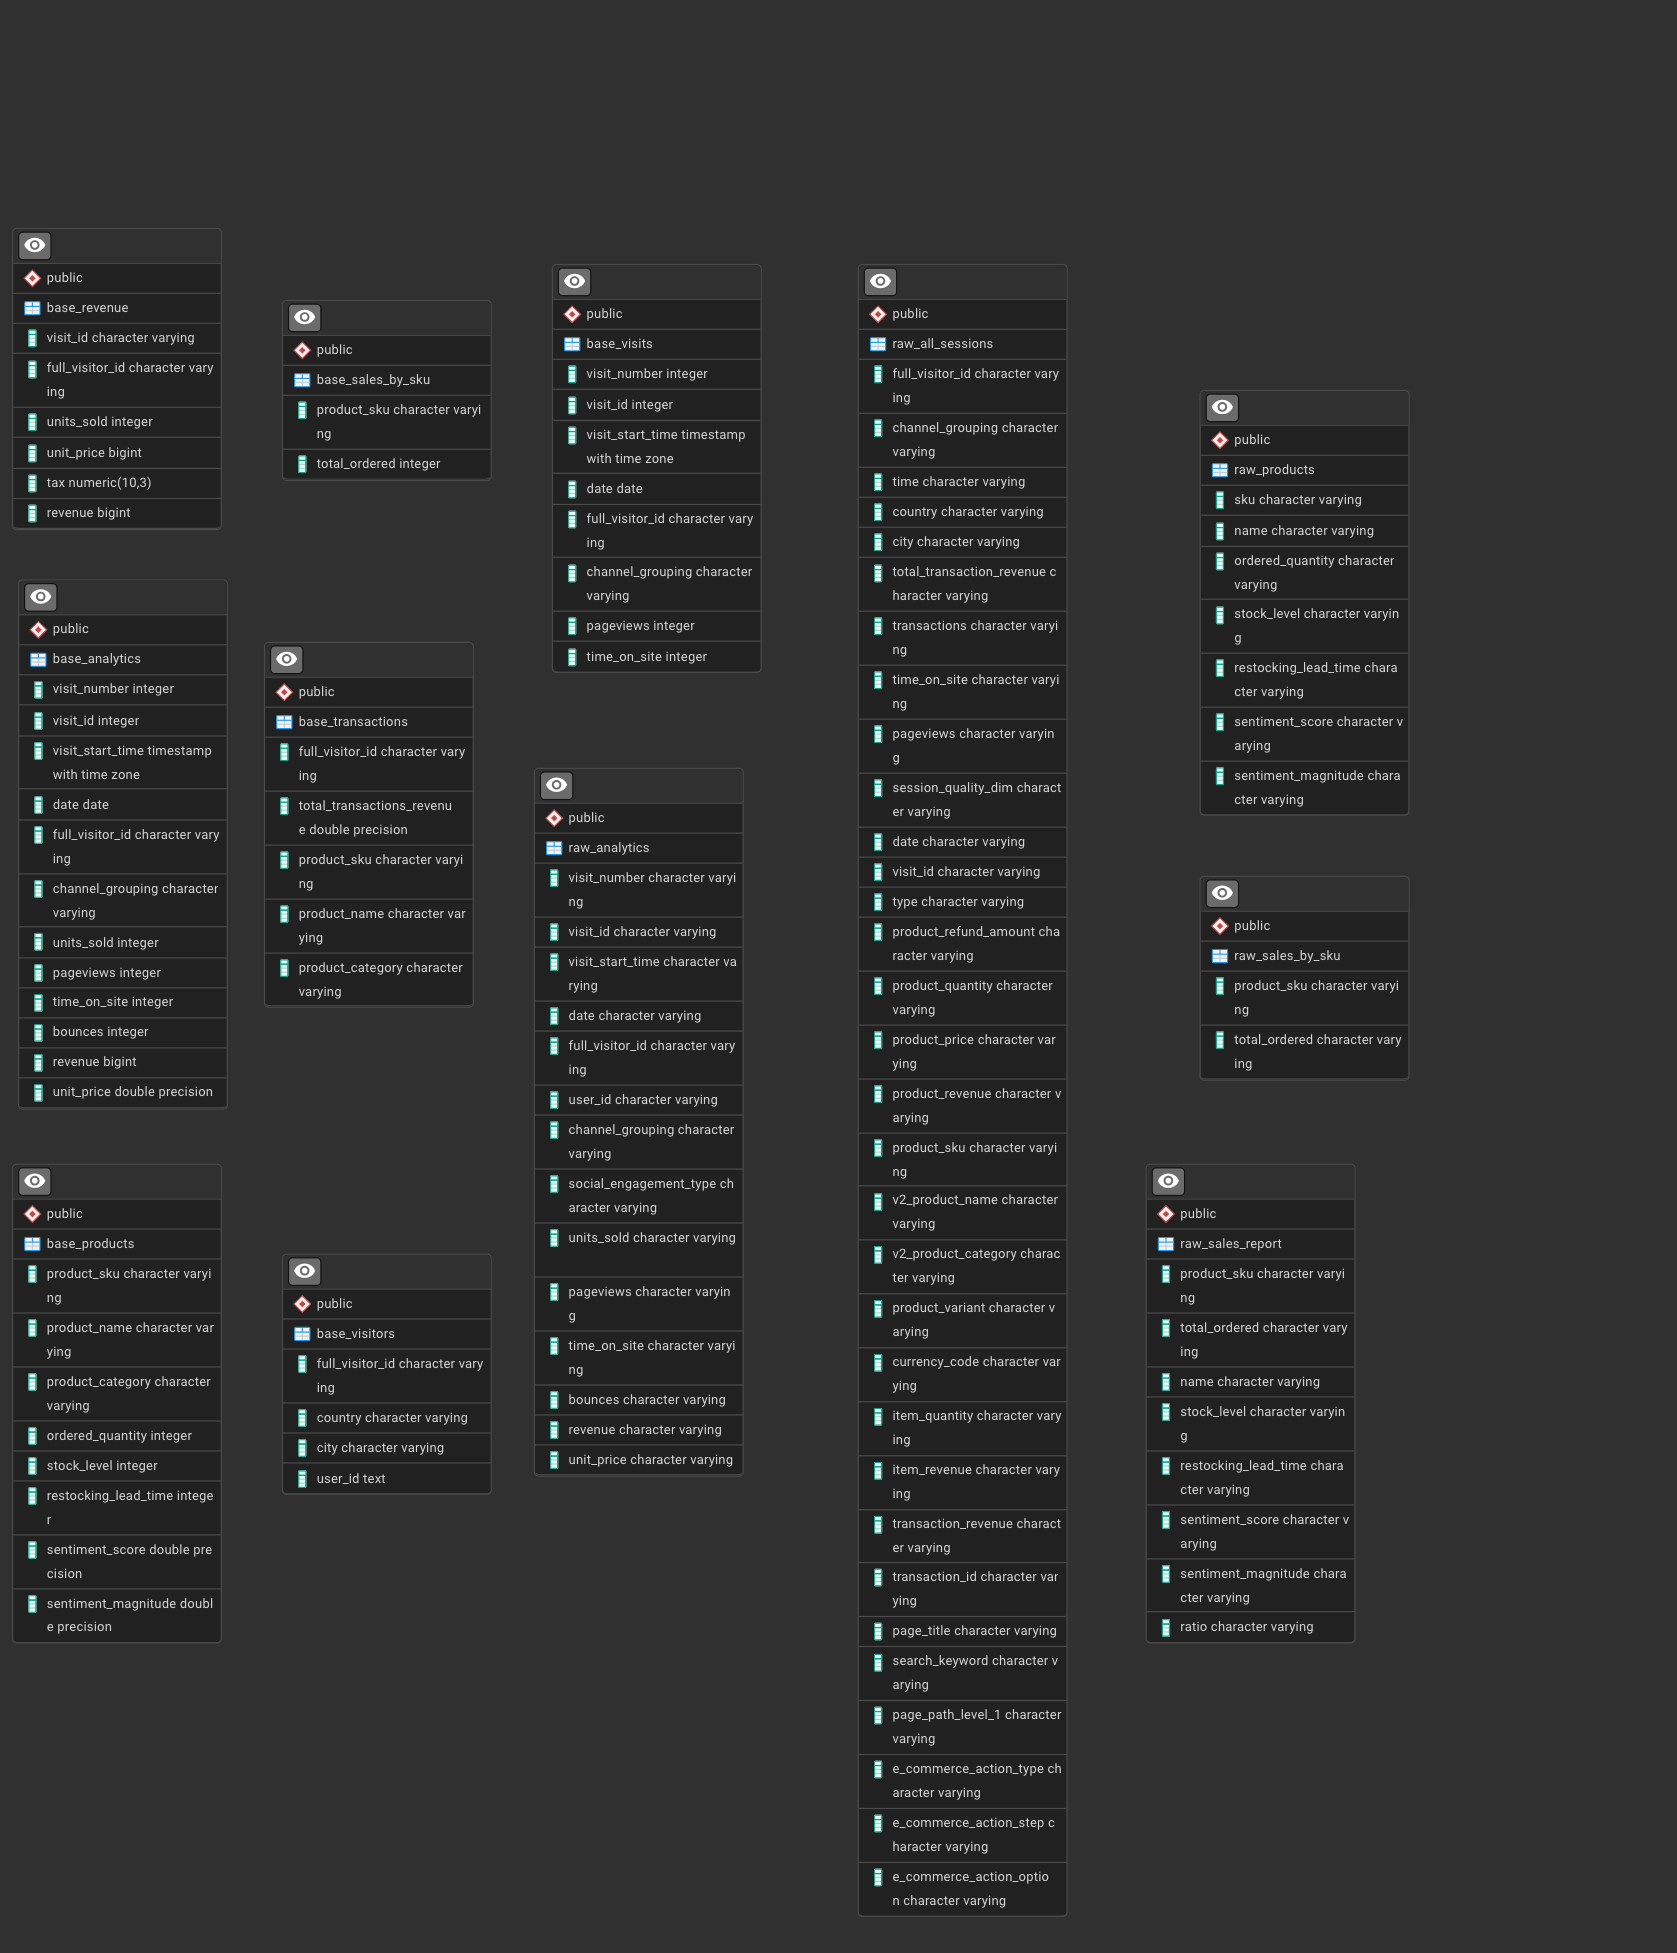 public
base_revenue
visit_id character varying
full_visitor_id character vary
ing
units_sold integer
unit_price bigint
tax numeric(10,3)
revenue bigint
public
base_analytics
visit_number integer
visit_id integer
visit_start_time timestamp
with time zone
date date
full_visitor_id character vary
ing
channel_grouping character
varying
units_sold integer
pageviews integer
time_on_site integer
bounces integer
revenue bigint
unit_price double precision
public
base_products
product_sku character varyi
ng
product_name character var
ying
product_category character
varying
ordered_quantity integer
stock_level integer
restocking_lead_time intege
r
sentiment_score double pre
cision
sentiment_magnitude doubl
e precision
public
base_sales_by_sku
product_sku character varyi
ng
total_ordered integer
public
base_transactions
full_visitor_id character vary
ing
total_transactions_revenu
e double precision
product_sku character varyi
ng
product_name character var
ying
product_category character
varying
public
base_visitors
full_visitor_id character vary
ing
country character varying
city character varying
user_id text
public
base_visits
visit_number integer
visit_id integer
visit_start_time timestamp
with time zone
date date
full_visitor_id character vary
ing
channel_grouping character
varying
pageviews integer
time_on_site integer
public
raw_analytics
visit_number character varyi
ng
visit_id character varying
visit_start_time character va
rying
date character varying
full_visitor_id character vary
ing
user_id character varying
channel_grouping character
varying
social_engagement_type ch
aracter varying
units_sold character varying
pageviews character varyin
g
time_on_site character varyi
ng
bounces character varying
revenue character varying
unit_price character varying
public
raw_all_sessions
full_visitor_id character vary
ing
channel_grouping character
varying
time character varying
country character varying
city character varying
total_transaction_revenue c
haracter varying
transactions character varyi
ng
time_on_site character varyi
ng
pageviews character varyin
g
session_quality_dim charact
er varying
date character varying
visit_id character varying
type character varying
product_refund_amount cha
racter varying
product_quantity character
varying
product_price character var
ying
product_revenue character v
arying
product_sku character varyi
ng
v2_product_name character
varying
v2_product_category charac
ter varying
product_variant character v
arying
currency_code character var
ying
item_quantity character vary
ing
item_revenue character vary
ing
transaction_revenue charact
er varying
transaction_id character var
ying
page_title character varying
search_keyword character v
arying
page_path_level_1 character
varying
e_commerce_action_type ch
aracter varying
e_commerce_action_step c
haracter varying
e_commerce_action_optio
n character varying
public
raw_products
sku character varying
name character varying
ordered_quantity character
varying
stock_level character varyin
g
restocking_lead_time chara
cter varying
sentiment_score character v
arying
sentiment_magnitude chara
cter varying
public
raw_sales_by_sku
product_sku character varyi
ng
total_ordered character vary
ing
public
raw_sales_report
product_sku character varyi
ng
total_ordered character vary
ing
name character varying
stock_level character varyin
g
restocking_lead_time chara
cter varying
sentiment_score character v
arying
sentiment_magnitude chara
cter varying
ratio character varying